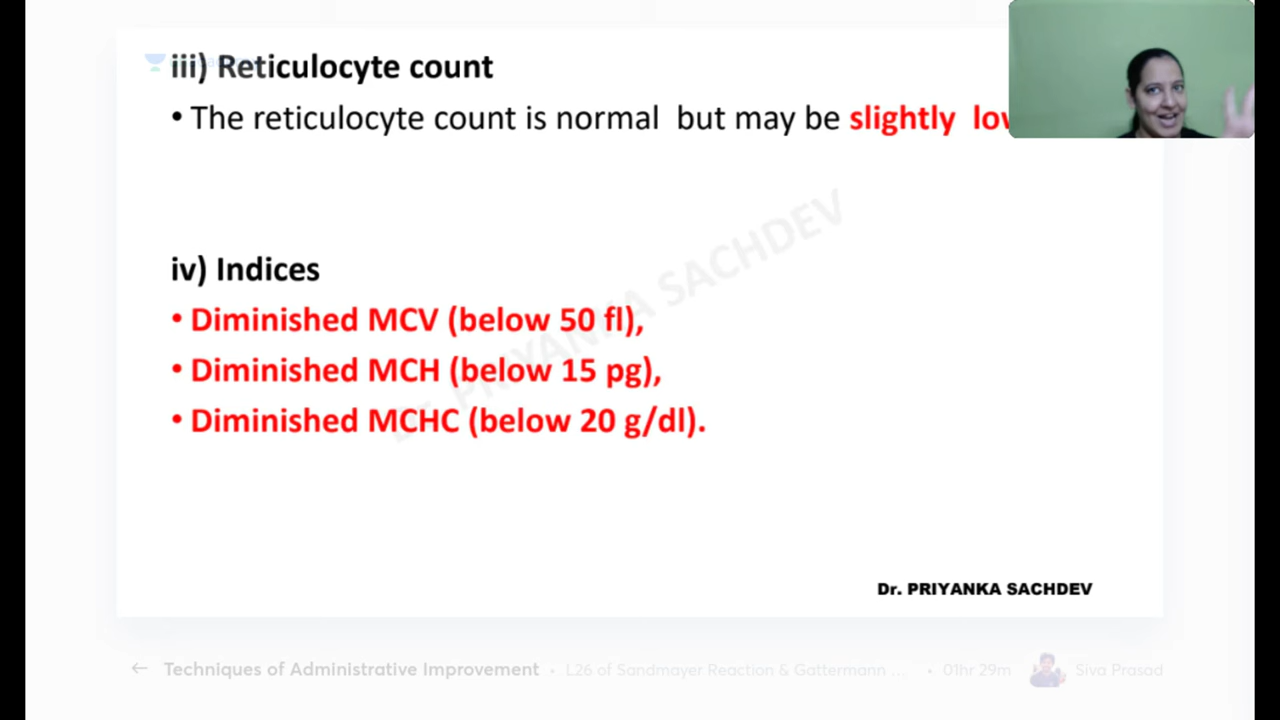 iii) Reticulocyte count
• The reticulocyte count is normal but may be slightly
iv) Indices
• Diminished MCV (below 50 fl),
• Diminished MCH (below 15 pg),
• Diminished MCHC (below 20 g/dl).
DR. PRIYANKA SACHDEV
Dr. PRIYANKA SACHDEV
← Techniques of Administrative Improvement • L26 of Sandmayer Reaction & Gattermann ... • 01hr 29m Siva Prasad